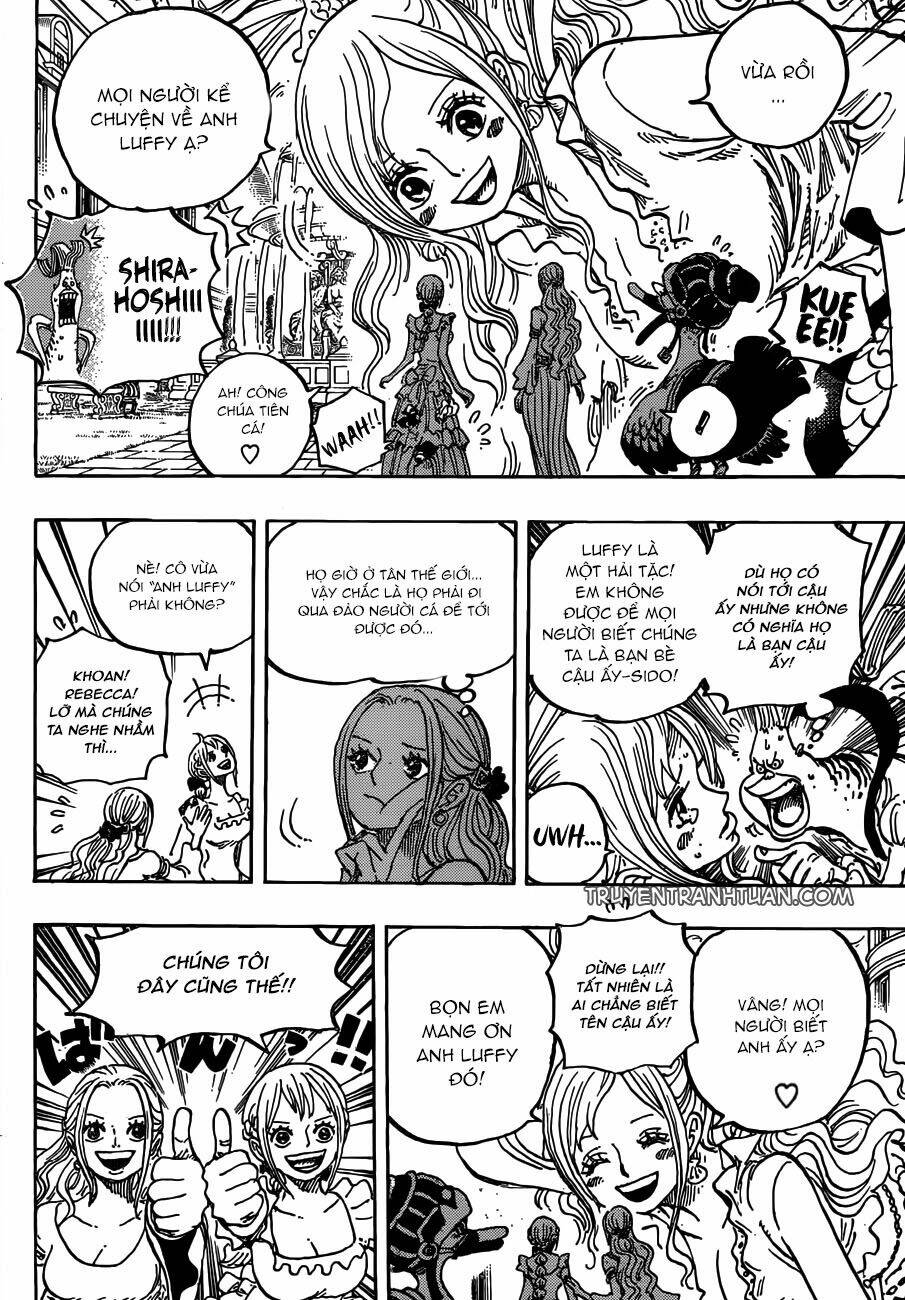 VỪA RỒI
...
MỌI NGƯỜI KỂ
CHUYỆN VỀ ANH
LUFFY Ạ?
KUE
EE!!
SHIRA-
HOSHIII
IIIII!!!
WAAH!!
AH! CÔNG
CHÚA TIÊN
CÁ!
♡
!
DÙ HỌ CÓ
NÓI TỚI CẬU
ẤY NHƯNG KHÔNG
CÓ NGHĨA HỌ
LÀ BẠN CẬU
ẤY!
LUFFY LÀ
MỘT HẢI TẶC!
EM KHÔNG
ĐƯỢC ĐỂ MỌI
NGƯỜI BIẾT CHÚNG
TA LÀ BẠN BÈ
CẬU ẤY-SIDO!
UWH...
HỌ GIỜ Ở TÂN THẾ GIỚI...
VẬY CHẮC LÀ HỌ PHẢI ĐI
QUA ĐẢO NGƯỜI CÁ ĐỂ TỚI
ĐƯỢC ĐÓ...
NÈ! CÔ VỪA
NÓI “ANH LUFFY”
PHẢI KHÔNG?
KHOAN!
REBECCA!
LỠ MÀ CHÚNG
TA NGHE NHẦM
THÌ...
TRUYENTRANHTUAN.COM
VÂNG! MỌI
NGƯỜI BIẾT
ANH ẤY Ạ?
♡
DỪNG LẠI!!
TẤT NHIÊN LÀ
AI CHẲNG BIẾT
TÊN CẬU ẤY!
BỌN EM
MANG ƠN
ANH LUFFY
ĐÓ!
CHÚNG TÔI
ĐÂY CŨNG THẾ!!
ばんっ!!